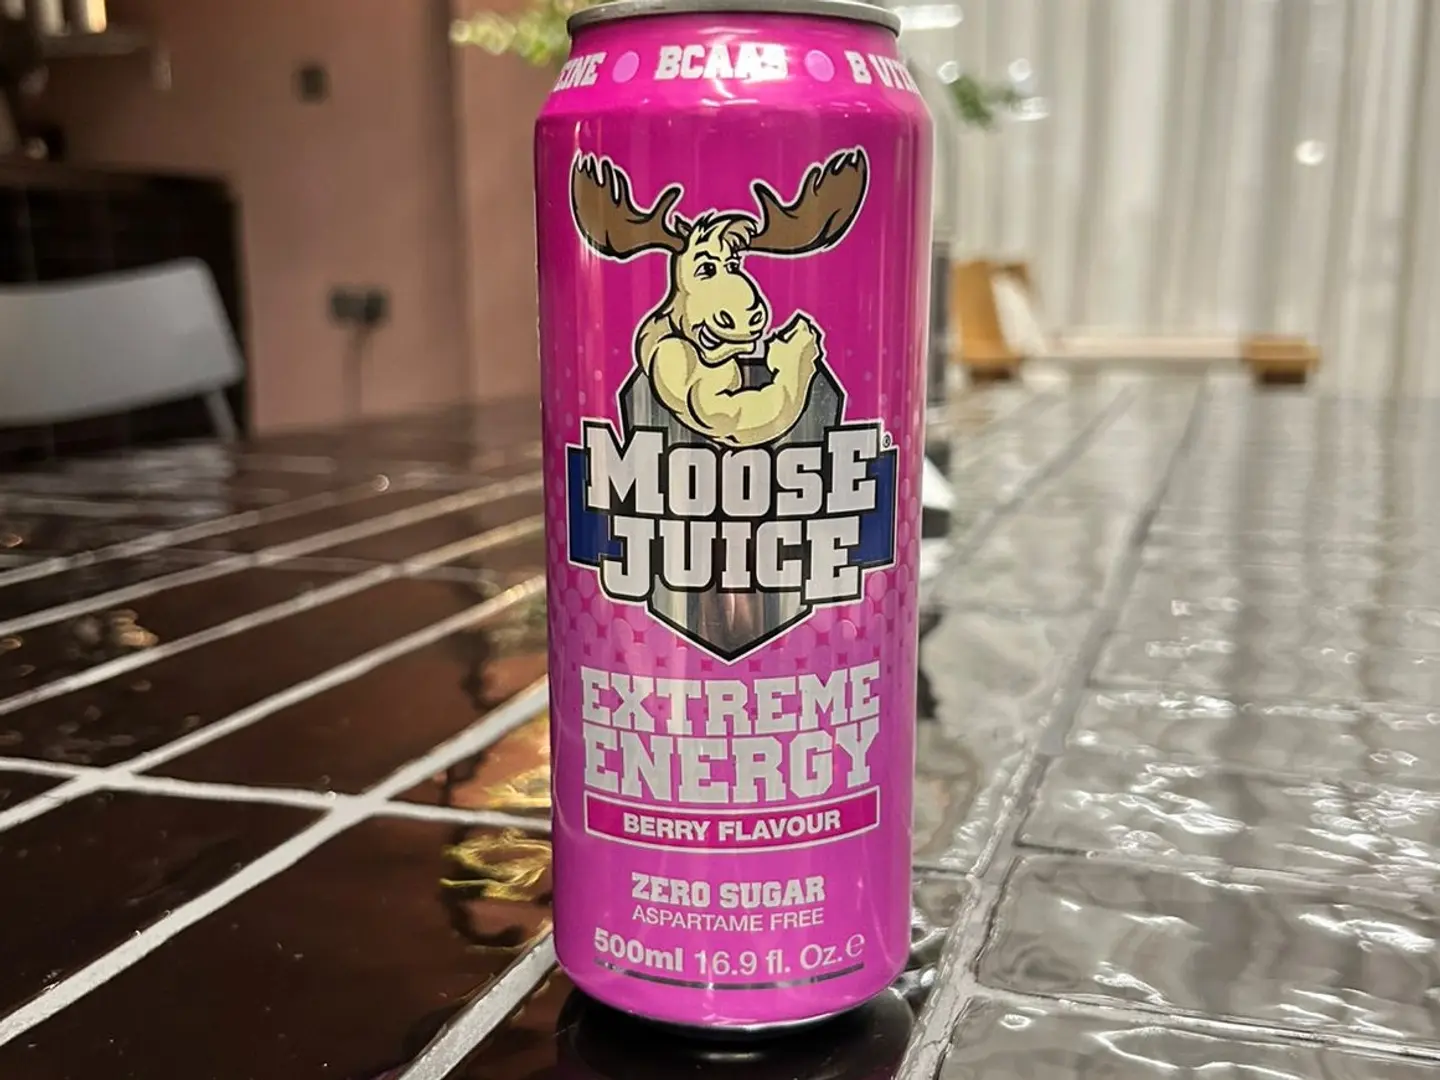 BCAAS
MOOSE
JUICE®
EXTREME
ENERGY
BERRY FLAVOUR
ZERO SUGAR
ASPARTAME FREE
500ml 16.9 fl. Oz. e